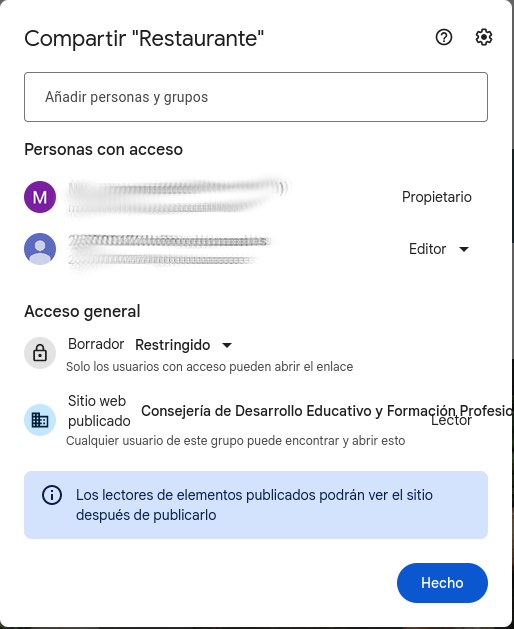 Compartir "Restaurante"
Añadir personas y grupos
Personas con acceso
M
Propietario
Editor
Acceso general
Borrador Restringido
Solo los usuarios con acceso pueden abrir el enlace
Sitio web publicado Consejería de Desarrollo Educativo y Formación Profesio
Lector
Cualquier usuario de este grupo puede encontrar y abrir esto
Los lectores de elementos publicados podrán ver el sitio
después de publicarlo
Hecho